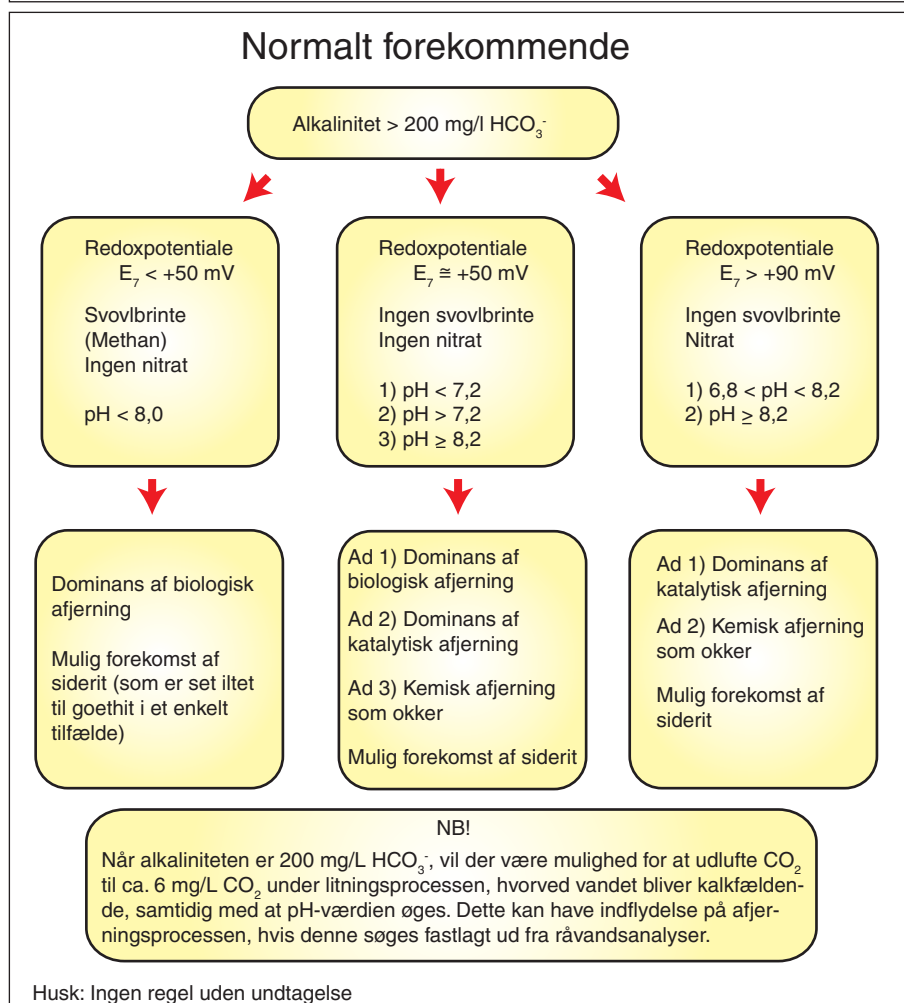 Normalt forekommende
Alkalinitet > 200 mg/l HCO₃⁻
Redoxpotentiale
E₇ < +50 mV
Svovlbrinte
(Methan)
Ingen nitrat
pH < 8,0
Redoxpotentiale
E₇ ≅ +50 mV
Ingen svovlbrinte
Ingen nitrat
1) pH < 7,2
2) pH > 7,2
3) pH ≥ 8,2
Redoxpotentiale
E₇ > +90 mV
Ingen svovlbrinte
Nitrat
1) 6,8 < pH < 8,2
2) pH ≥ 8,2
Dominans af biologisk
afjerning
Mulig forekomst af
siderit (som er set iltet
til goethit i et enkelt
tilfælde)
Ad 1) Dominans af
biologisk afjerning
Ad 2) Dominans af
katalytisk afjerning
Ad 3) Kemisk afjerning
som okker
Mulig forekomst af siderit
Ad 1) Dominans af
katalytisk afjerning
Ad 2) Kemisk afjerning
som okker
Mulig forekomst af
siderit
NB!
Når alkaliniteten er 200 mg/L HCO₃⁻, vil der være mulighed for at udlufte CO₂
til ca. 6 mg/L CO₂ under litningsprocessen, hvorved vandet bliver kalkfælden-
de, samtidig med at pH-værdien øges. Dette kan have indflydelse på afjer-
ningsprocessen, hvis denne søges fastlagt ud fra råvandsanalyser.
Husk: Ingen regel uden undtagelse